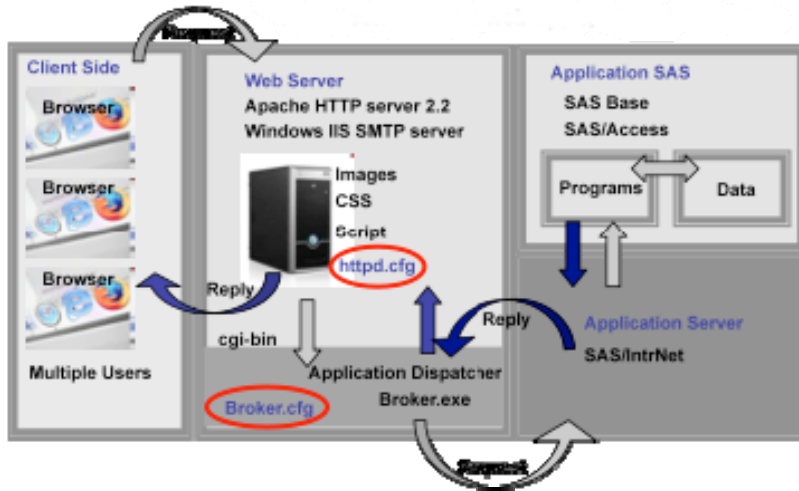 Request
Client Side
Browser
Browser
Browser
Multiple Users
Web Server
Apache HTTP server 2.2
Windows IIS SMTP server
Images
CSS
Script
httpd.cfg
Reply
cgi-bin
Application Dispatcher
Broker.exe
Broker.cfg
Application SAS
SAS Base
SAS/Access
Programs
Data
Reply
Application Server
SAS/IntrNet
Request